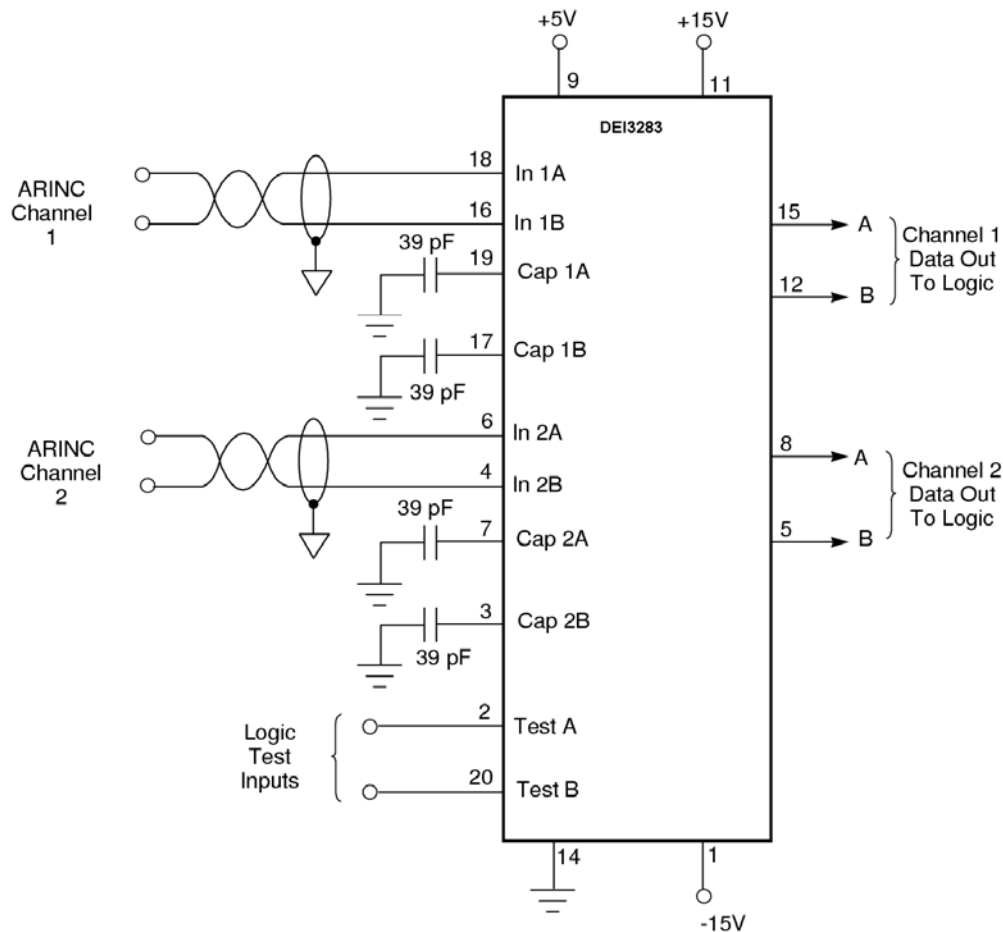 +5V
+15V
9
11
DEI3283
ARINC
Channel
1
18
In 1A
16
In 1B
39 pF
19
Cap 1A
17
Cap 1B
39 pF
15
A
12
B
Channel 1
Data Out
To Logic
ARINC
Channel
2
6
In 2A
4
In 2B
39 pF
7
Cap 2A
3
Cap 2B
39 pF
8
A
5
B
Channel 2
Data Out
To Logic
Logic
Test
Inputs
2
Test A
20
Test B
14
1
-15V